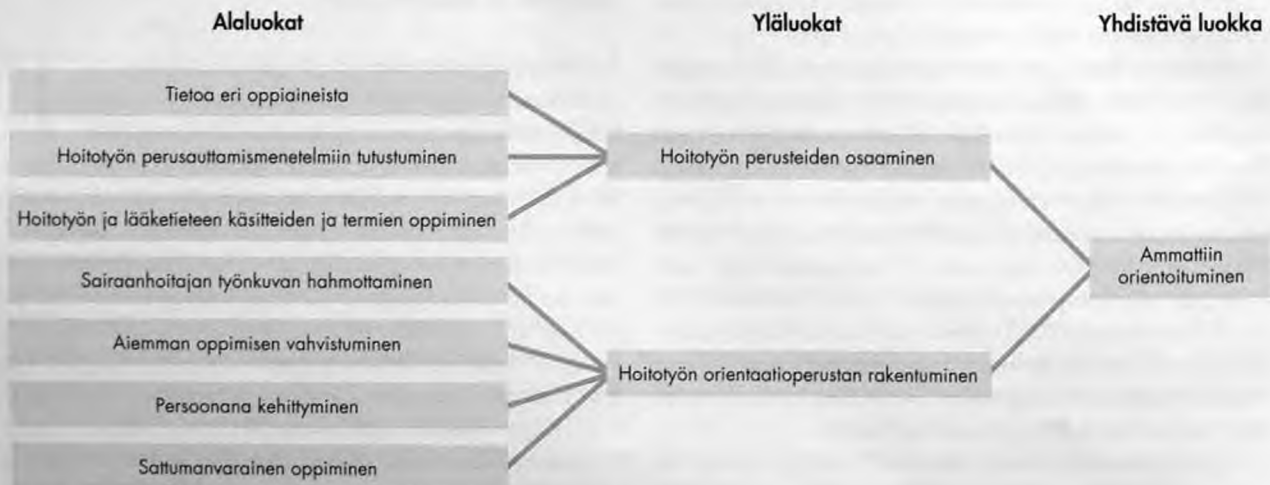 Alaluokat
Yläluokat
Yhdistävä luokka
Tietoa eri oppiaineista
Hoitotyön perusauttamismenetelmiin tutustuminen
Hoitotyön ja lääketieteen käsitteiden ja termien oppiminen
Sairaanhoitajan työnkuvan hahmottaminen
Aiemman oppimisen vahvistuminen
Persoonana kehittyminen
Sattumanvarainen oppiminen
Hoitotyön perusteiden osaaminen
Hoitotyön orientaatioperustan rakentuminen
Ammattiin
orientoituminen